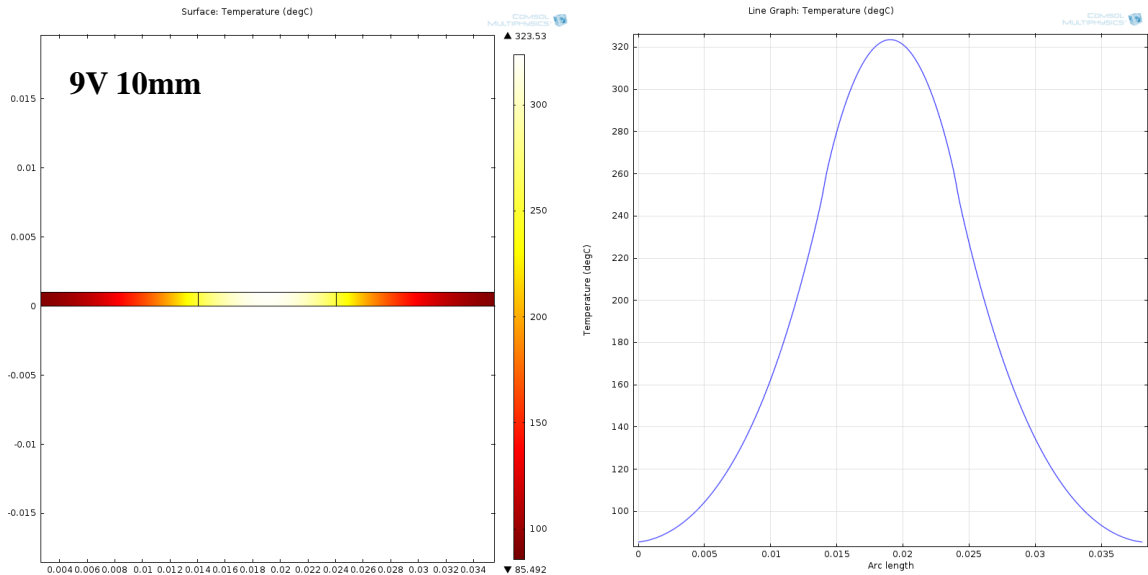 Surface: Temperature (degC)
COMSOL
MULTIPHYSICS
▲ 323.53
9V 10mm
0.015
0.01
0.005
0
-0.005
-0.01
-0.015
300
250
200
150
100
▼ 85.492
0.004 0.006 0.008 0.01 0.012 0.014 0.016 0.018 0.02 0.022 0.024 0.026 0.028 0.03 0.032 0.034
Line Graph: Temperature (degC)
COMSOL
MULTIPHYSICS
Temperature (degC)
320
300
280
260
240
220
200
180
160
140
120
100
0 0.005 0.01 0.015 0.02 0.025 0.03 0.035
Arc length